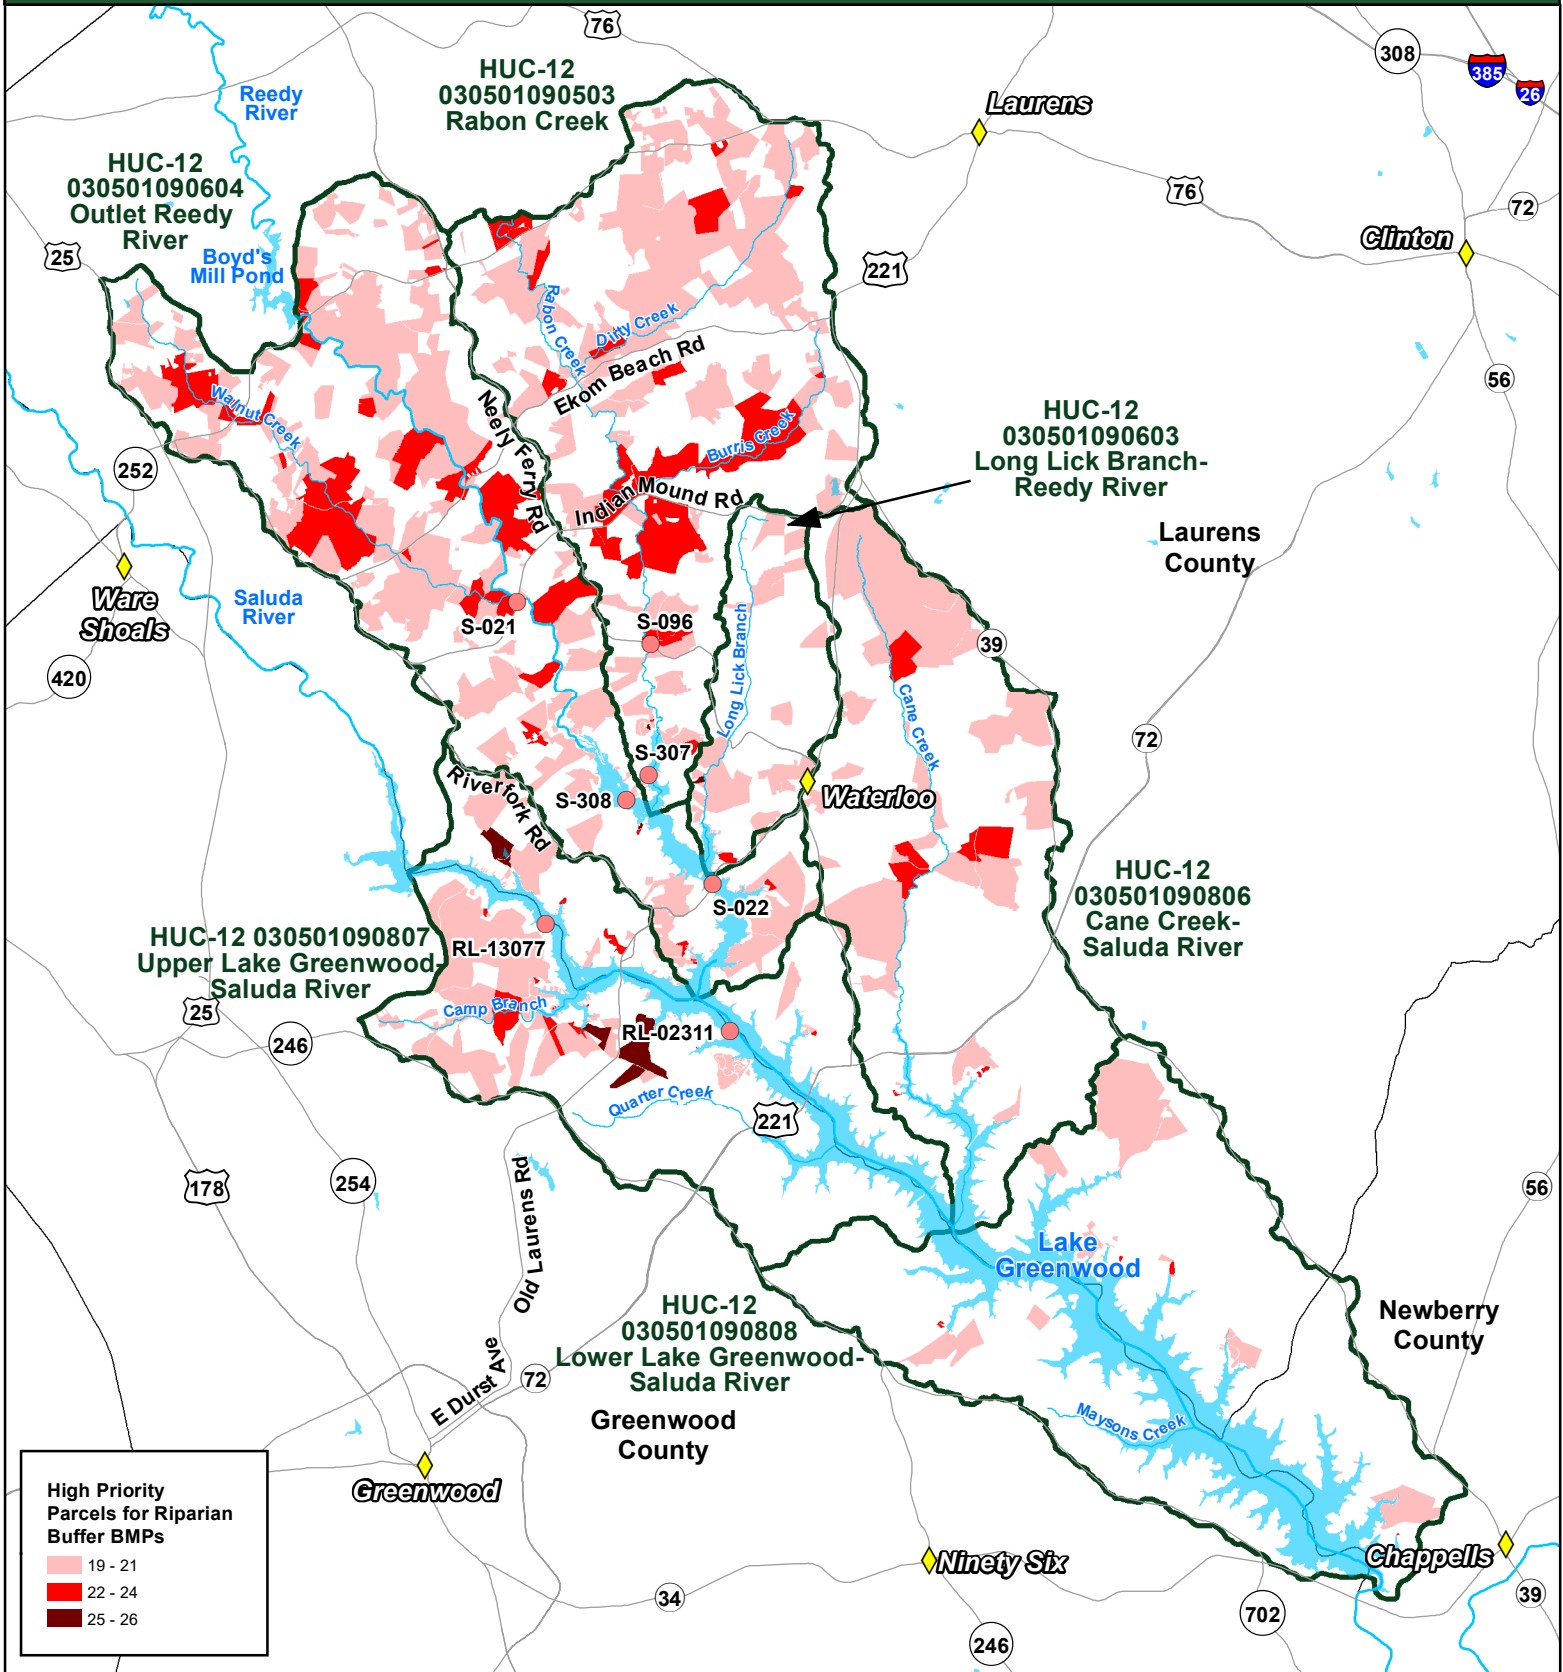 76
308
385
26
HUC-12
030501090503
Rabon Creek
Reedy
River
Laurens
HUC-12
030501090604
Outlet Reedy
River
76
72
Clinton
25
Boyd's
Mill Pond
221
Rabon Creek
Dirty Creek
Ekom Beach Rd
56
Walnut Creek
Neely Ferry Rd
Burris Creek
HUC-12
030501090603
Long Lick Branch-
Reedy River
252
Indian Mound Rd
Laurens
County
Ware
Shoals
Saluda
River
S-021
S-096
Long Lick Branch
39
420
Cane Creek
72
S-307
Riverfork Rd
S-308
Waterloo
HUC-12
030501090806
Cane Creek-
Saluda River
S-022
HUC-12 030501090807
Upper Lake Greenwood-
Saluda River
RL-13077
Camp Branch
25
246
RL-02311
Quarter Creek
221
178
254
Old Laurens Rd
56
Lake
Greenwood
HUC-12
030501090808
Lower Lake Greenwood-
Saluda River
Newberry
County
E Durst Ave
72
Greenwood
County
Maysons Creek
Greenwood
High Priority
Parcels for Riparian
Buffer BMPs
19 - 21
22 - 24
25 - 26
Ninety Six
Chappells
34
702
39
246